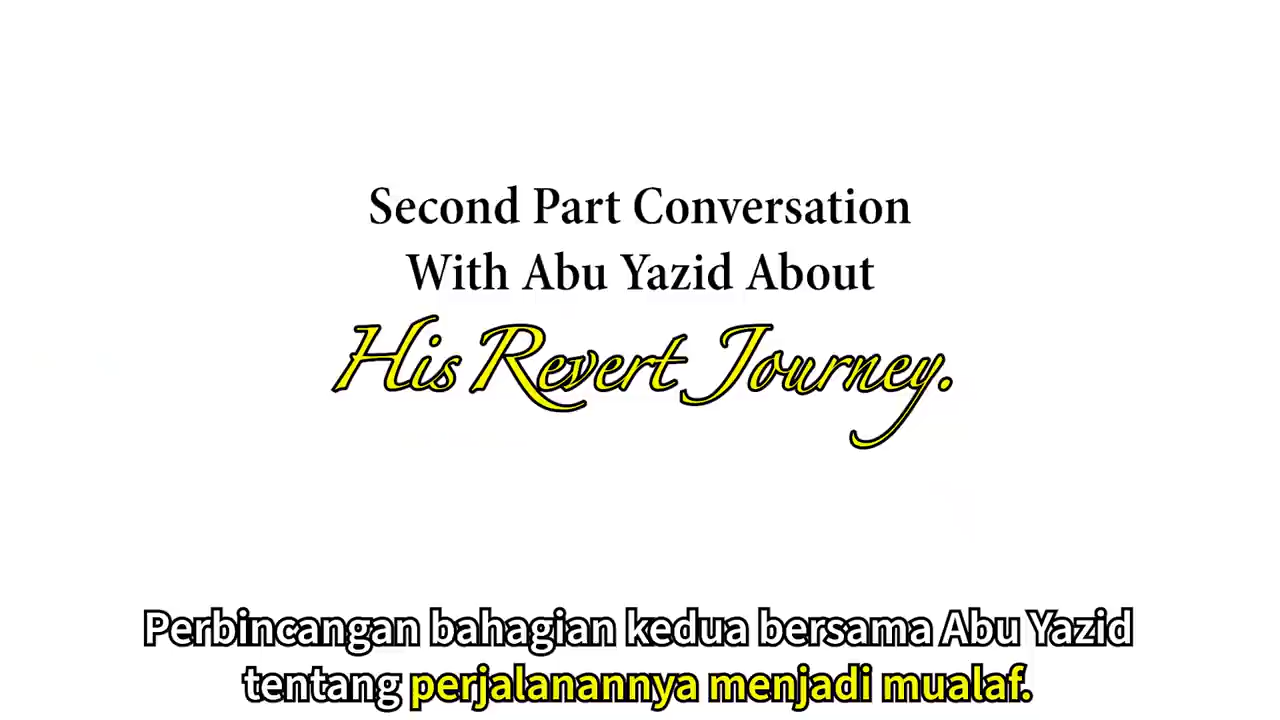 Second Part Conversation
With Abu Yazid About
His Revert Journey.
Perbincangan bahagian kedua bersama Abu Yazid
tentang perjalanannya menjadi mualaf.